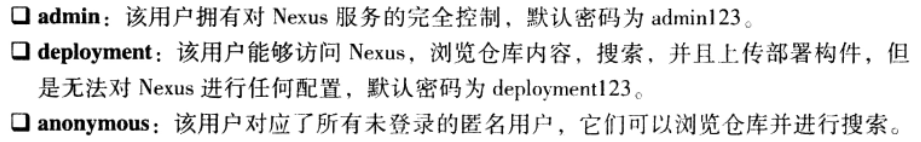 ❑ admin：该用户拥有对 Nexus 服务的完全控制，默认密码为 admin123。
❑ deployment：该用户能够访问 Nexus，浏览仓库内容，搜索，并且上传部署构件，但
是无法对 Nexus 进行任何配置，默认密码为 deployment123。
❑ anonymous：该用户对应了所有未登录的匿名用户，它们可以浏览仓库并进行搜索。